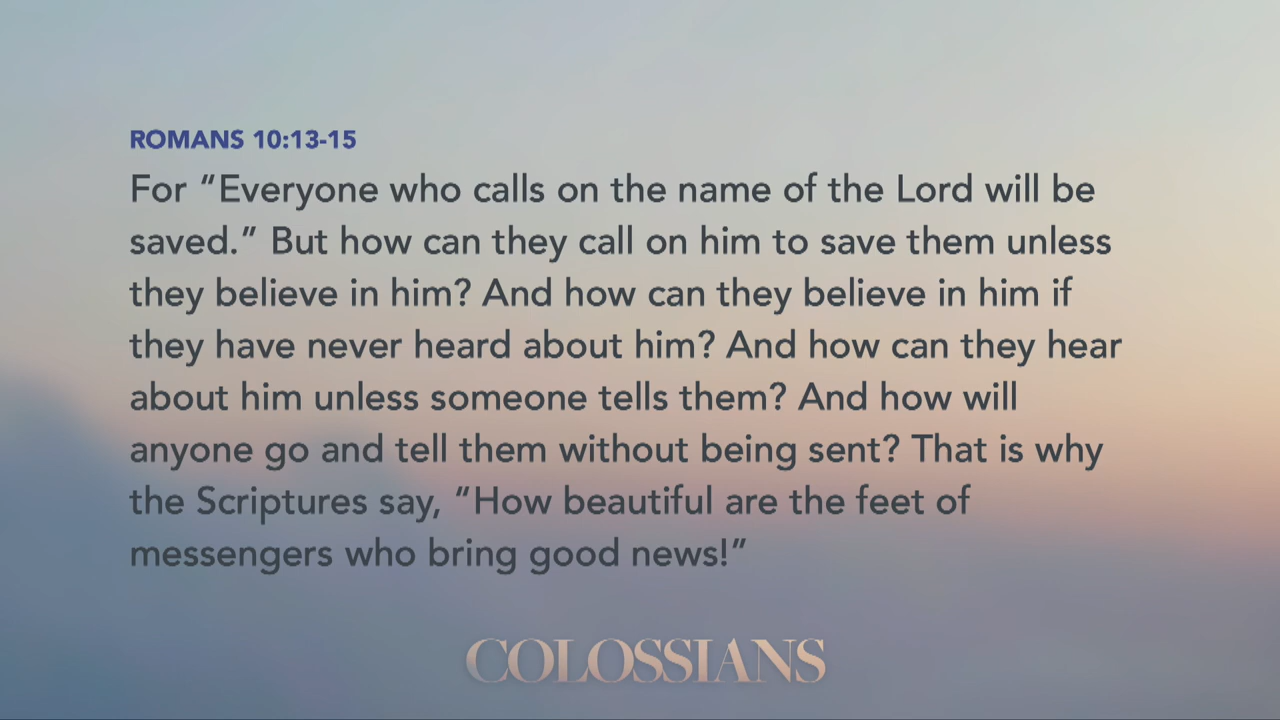 ROMANS 10:13-15
For “Everyone who calls on the name of the Lord will be
saved.” But how can they call on him to save them unless
they believe in him? And how can they believe in him if
they have never heard about him? And how can they hear
about him unless someone tells them? And how will
anyone go and tell them without being sent? That is why
the Scriptures say, “How beautiful are the feet of
messengers who bring good news!”
COLOSSIANS